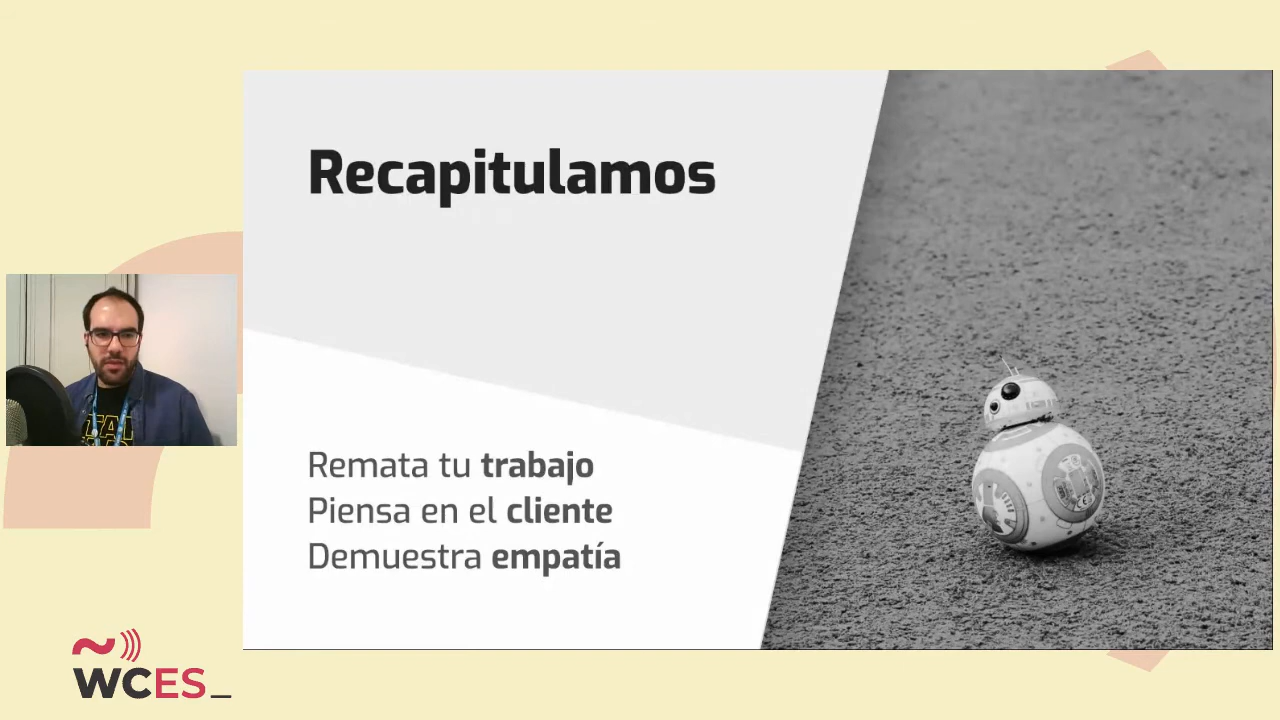 Recapitulamos
Remata tu trabajo
Piensa en el cliente
Demuestra empatía
WCES_